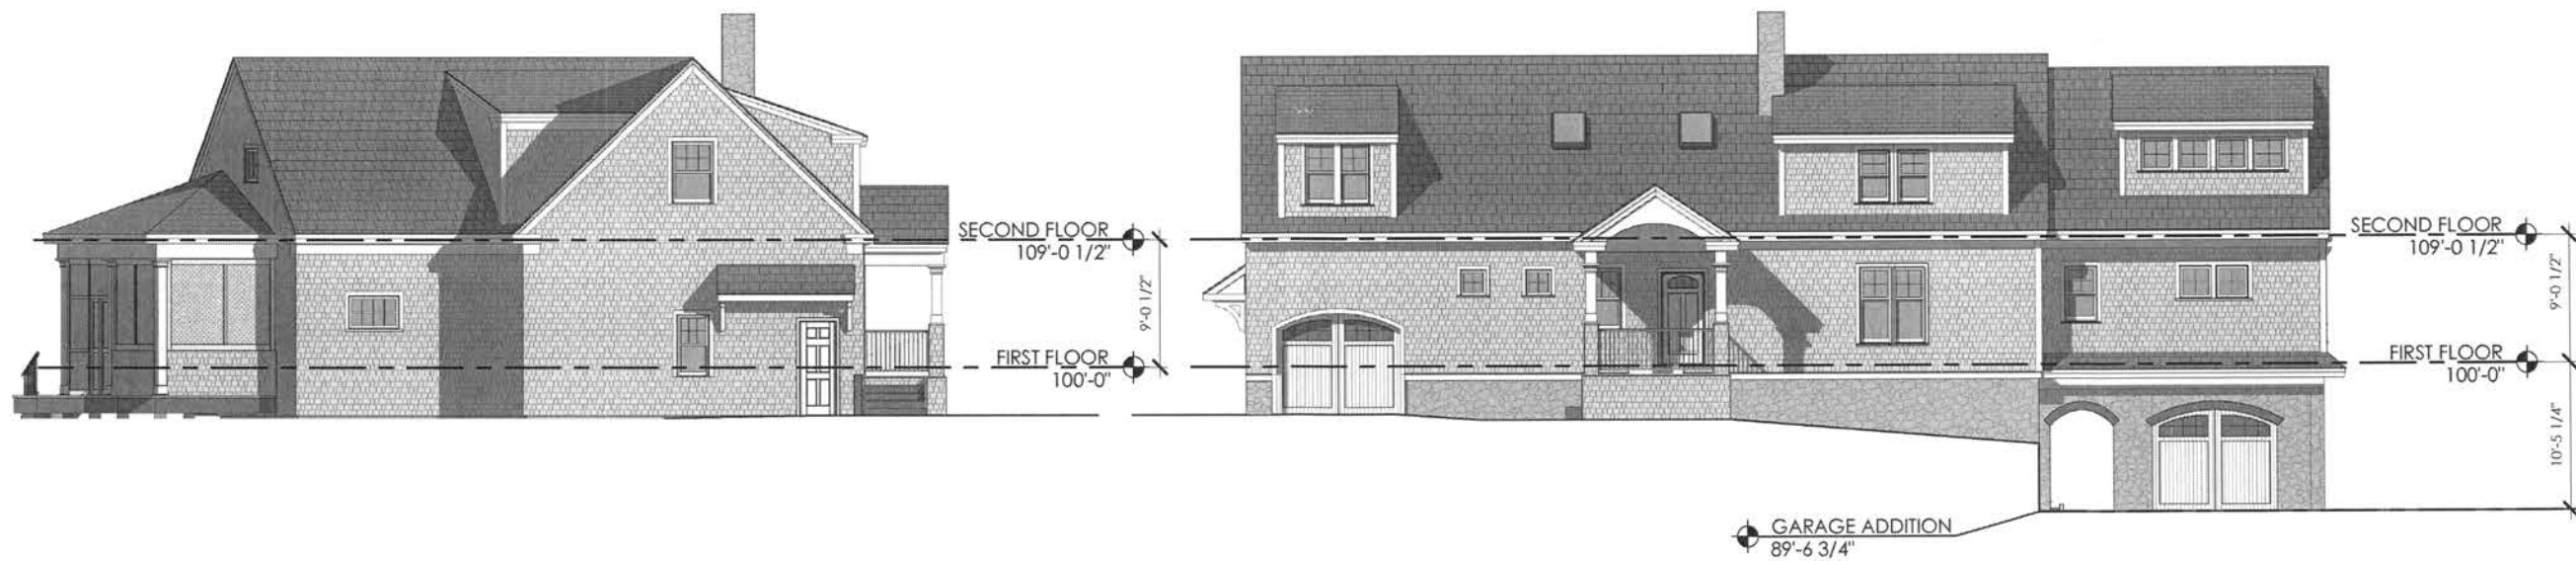 SECOND FLOOR
109'-0 1/2"
9'-0 1/2"
FIRST FLOOR
100'-0"
SECOND FLOOR
109'-0 1/2"
9'-0 1/2"
FIRST FLOOR
100'-0"
10'-5 1/4"
GARAGE ADDITION
89'-6 3/4"